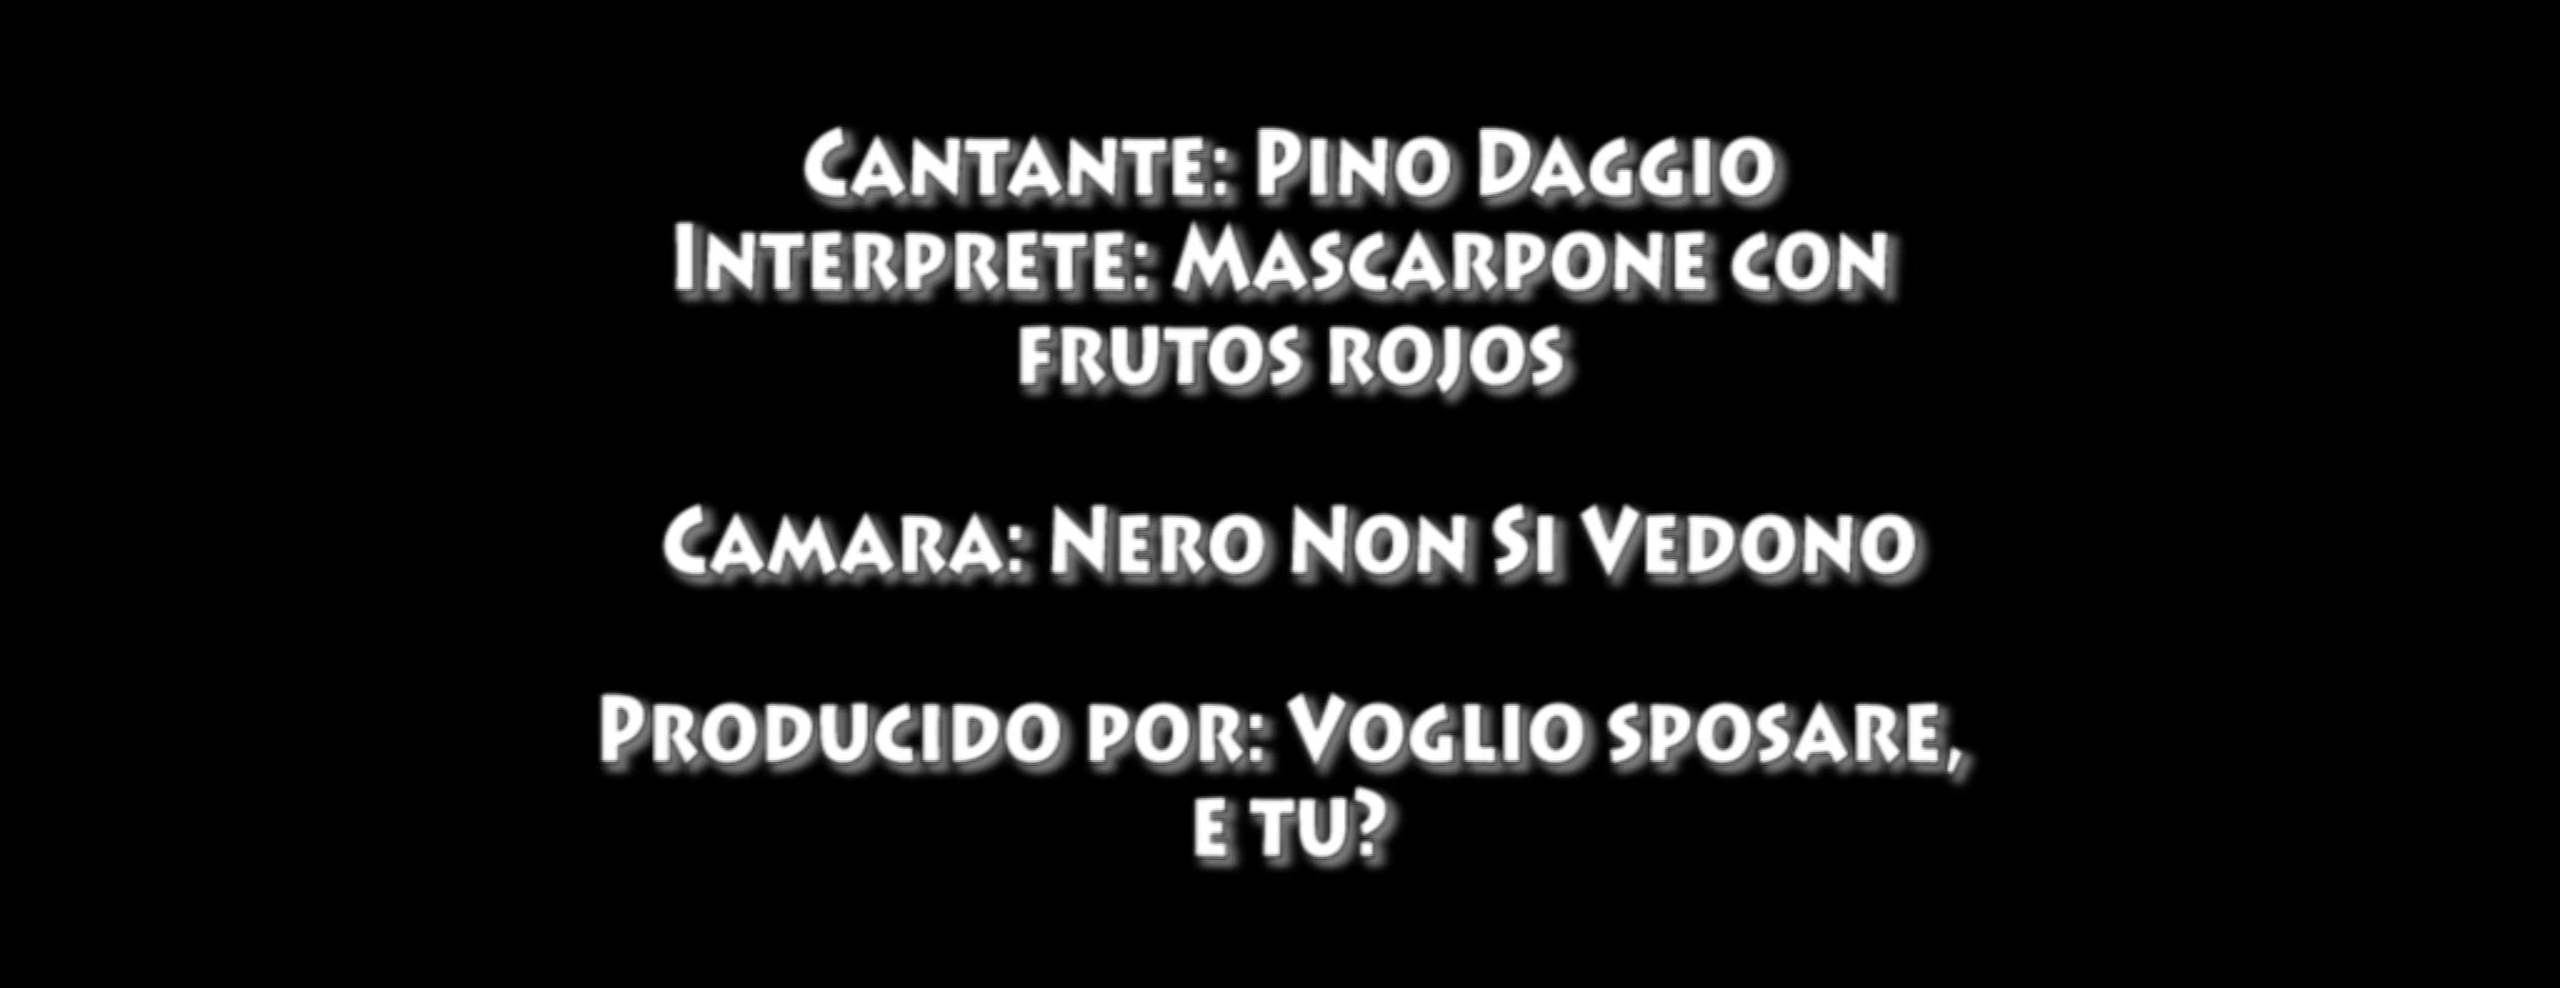 Cantante: Pino Daggio
Interprete: Mascarpone con
frutos rojos
Camara: Nero Non Si Vedono
Producido por: Voglio sposare,
e tu?